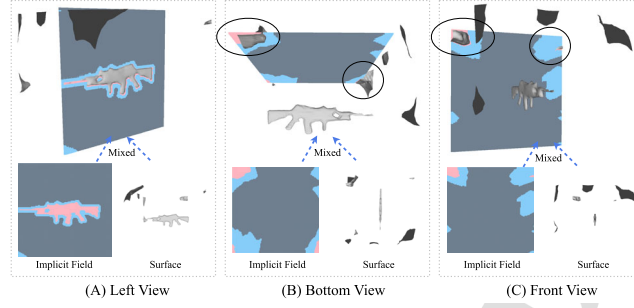 Mixed
Mixed
Mixed
Implicit Field
Surface
Implicit Field
Surface
Implicit Field
Surface
(A) Left View
(B) Bottom View
(C) Front View